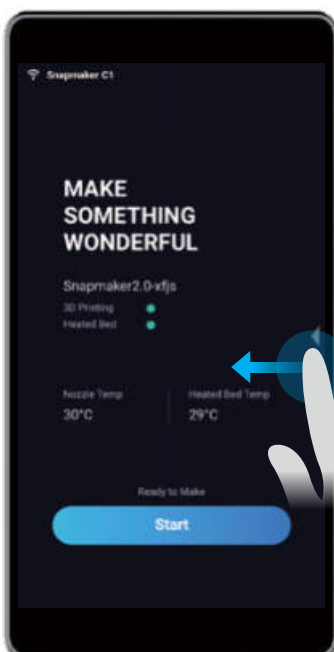 Snapmaker C1
MAKE
SOMETHING
WONDERFUL
Snapmaker2.0-xfjs
3D Printing
Heated Bed
Nozzle Temp
Heated Bed Temp
30°C
29°C
Ready to Make
Start